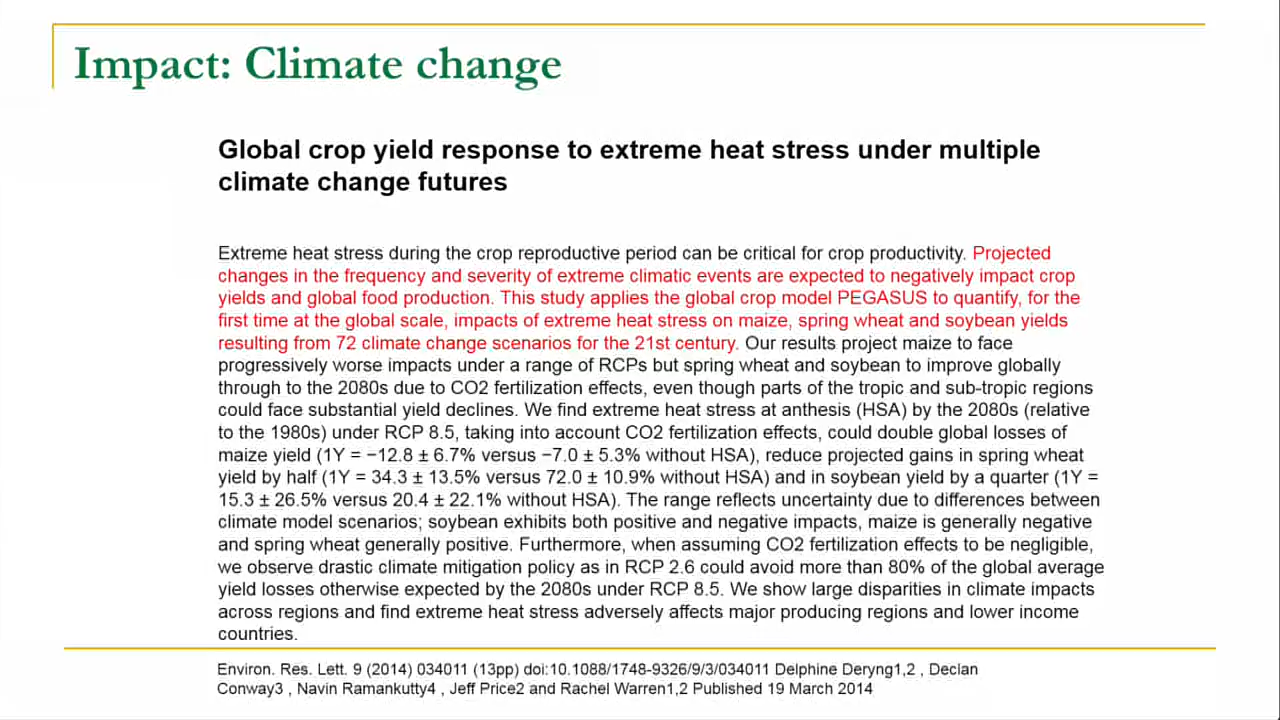 Impact: Climate change
Global crop yield response to extreme heat stress under multiple
climate change futures
Extreme heat stress during the crop reproductive period can be critical for crop productivity. Projected
changes in the frequency and severity of extreme climatic events are expected to negatively impact crop
yields and global food production. This study applies the global crop model PEGASUS to quantify, for the
first time at the global scale, impacts of extreme heat stress on maize, spring wheat and soybean yields
resulting from 72 climate change scenarios for the 21st century. Our results project maize to face
progressively worse impacts under a range of RCPs but spring wheat and soybean to improve globally
through to the 2080s due to CO2 fertilization effects, even though parts of the tropic and sub-tropic regions
could face substantial yield declines. We find extreme heat stress at anthesis (HSA) by the 2080s (relative
to the 1980s) under RCP 8.5, taking into account CO2 fertilization effects, could double global losses of
maize yield (1Y = −12.8 ± 6.7% versus −7.0 ± 5.3% without HSA), reduce projected gains in spring wheat
yield by half (1Y = 34.3 ± 13.5% versus 72.0 ± 10.9% without HSA) and in soybean yield by a quarter (1Y =
15.3 ± 26.5% versus 20.4 ± 22.1% without HSA). The range reflects uncertainty due to differences between
climate model scenarios; soybean exhibits both positive and negative impacts, maize is generally negative
and spring wheat generally positive. Furthermore, when assuming CO2 fertilization effects to be negligible,
we observe drastic climate mitigation policy as in RCP 2.6 could avoid more than 80% of the global average
yield losses otherwise expected by the 2080s under RCP 8.5. We show large disparities in climate impacts
across regions and find extreme heat stress adversely affects major producing regions and lower income
countries.
Environ. Res. Lett. 9 (2014) 034011 (13pp) doi:10.1088/1748-9326/9/3/034011 Delphine Deryng1,2 , Declan
Conway3 , Navin Ramankutty4 , Jeff Price2 and Rachel Warren1,2 Published 19 March 2014